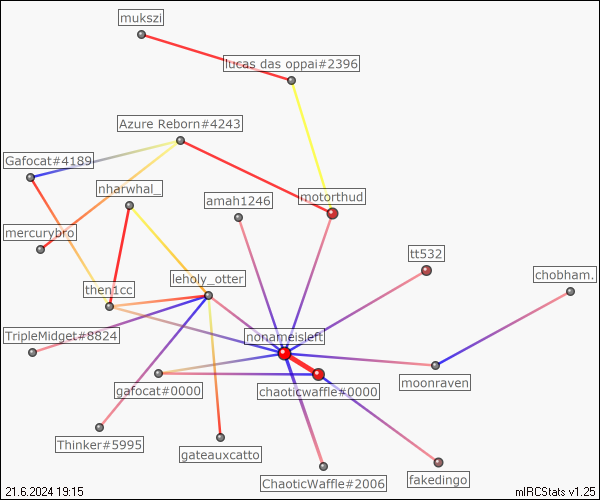 mukszi
lucas das oppai#2396
Azure Reborn#4243
Gafocat#4189
nharwhal_
amah1246
motorthud
mercurybro
tt532
chobham.
leholy_otter
then1cc
TripleMidget#8824
nonameisleft
gafocat#0000
chaoticwaffle#0000
moonraven
Thinker#5995
gateauxcatto
ChaoticWaffle#2006
fakedingo
21.6.2024 19:15
mIRCStats v1.25